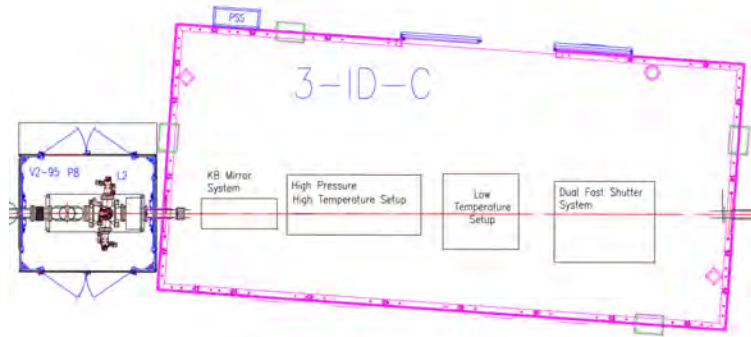 PSS
3-ID-C
V2-95 P8
L2
KB Mirror
System
High Pressure
High Temperature Setup
Low
Temperature
Setup
Dual Fast Shutter
System